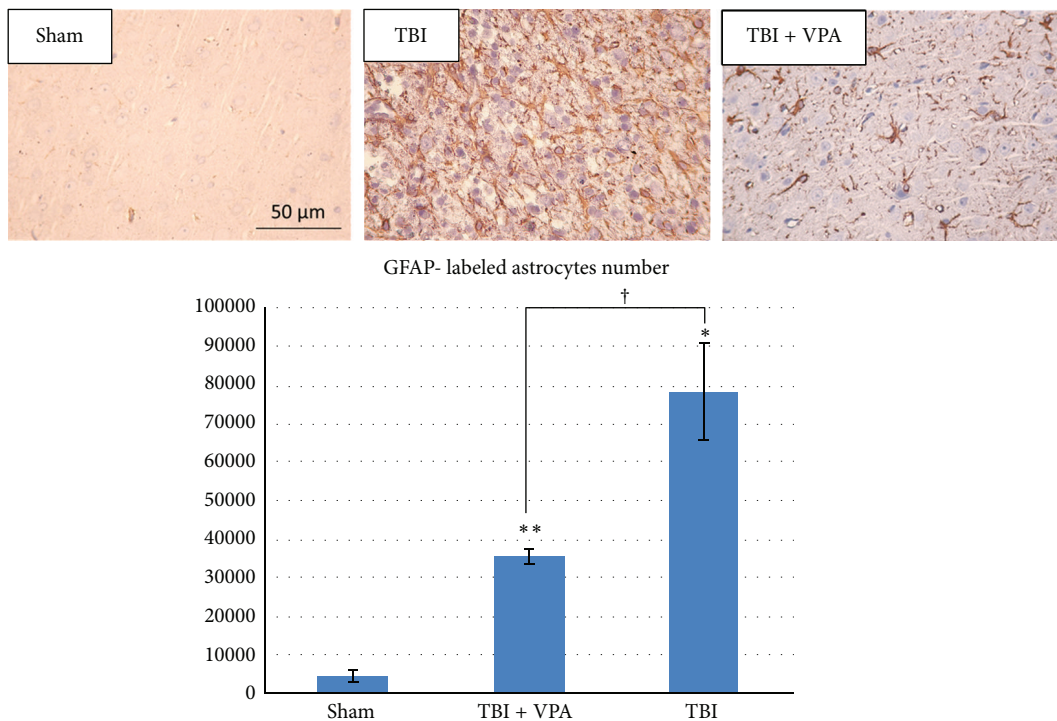 Sham
TBI
TBI + VPA
50 μm
GFAP- labeled astrocytes number
100000
90000
80000
70000
60000
50000
40000
30000
20000
10000
0
†
*
**
Sham
TBI + VPA
TBI